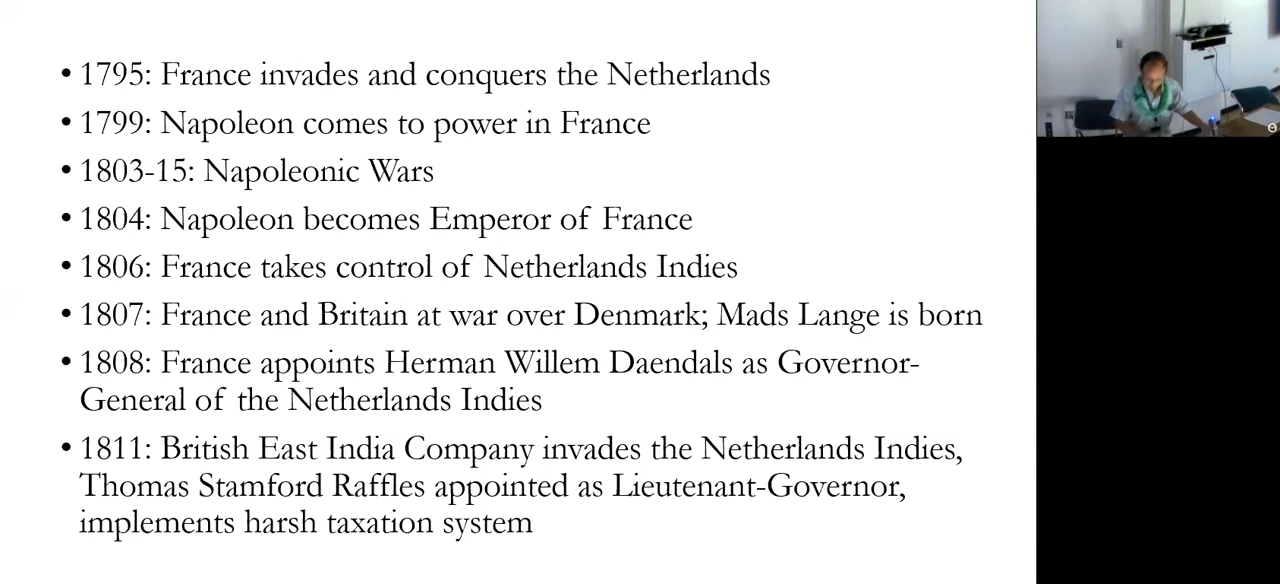 • 1795: France invades and conquers the Netherlands
• 1799: Napoleon comes to power in France
• 1803-15: Napoleonic Wars
• 1804: Napoleon becomes Emperor of France
• 1806: France takes control of Netherlands Indies
• 1807: France and Britain at war over Denmark; Mads Lange is born
• 1808: France appoints Herman Willem Daendals as Governor-
General of the Netherlands Indies
• 1811: British East India Company invades the Netherlands Indies,
Thomas Stamford Raffles appointed as Lieutenant-Governor,
implements harsh taxation system